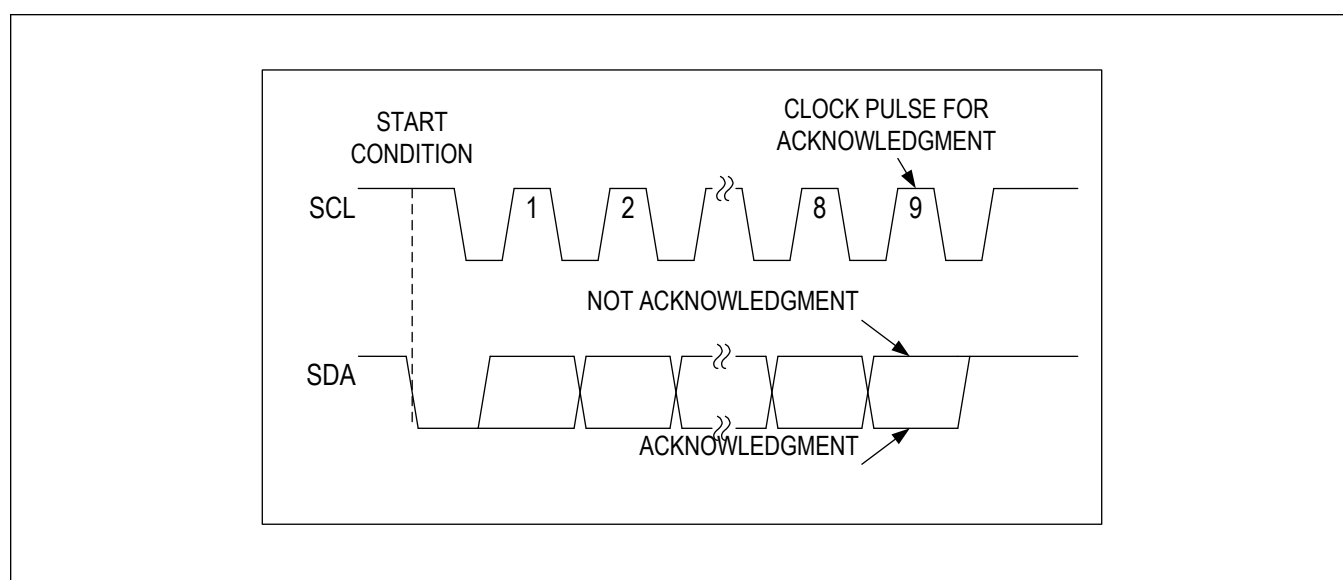 START
CONDITION
CLOCK PULSE FOR
ACKNOWLEDGMENT
SCL
1
2
8
9
NOT ACKNOWLEDGMENT
SDA
ACKNOWLEDGMENT